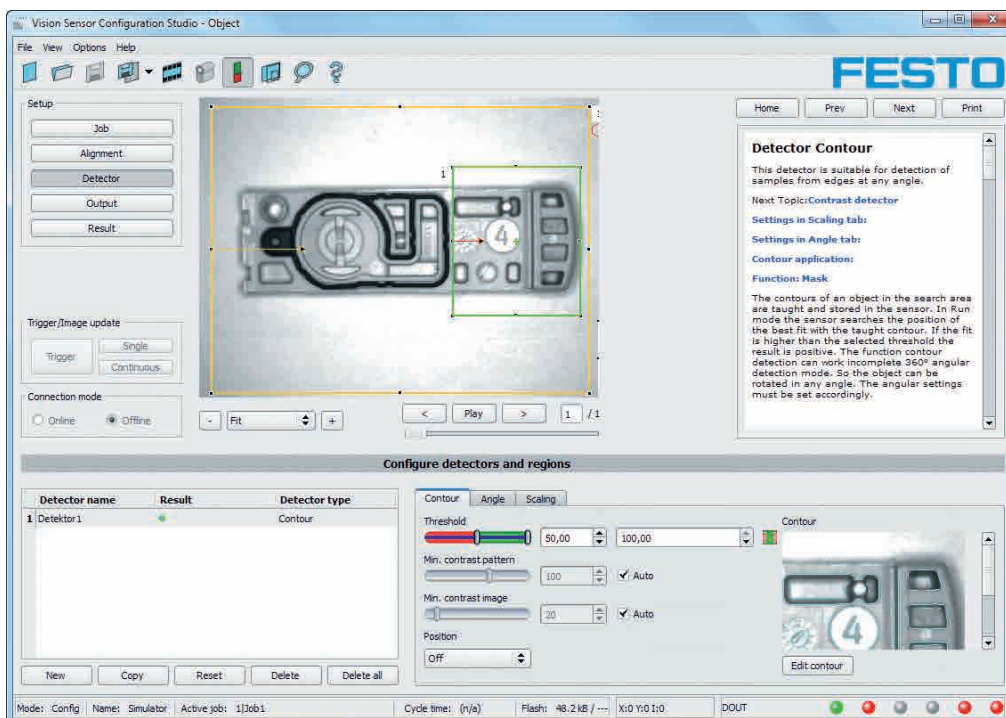 Vision Sensor Configuration Studio - Object
File View Options Help
FESTO
Setup
Job
Alignment
Detector
Output
Result
Trigger/Image update
Trigger
Single
Continuous
Connection mode
Online
Offline
1
4
- Fit +
< Play > 1 /1
Home Prev Next Print
Detector Contour
This detector is suitable for detection of
samples from edges at any angle.
Next Topic:Contrast detector
Settings in Scaling tab:
Settings in Angle tab:
Contour application:
Function: Mask
The contours of an object in the search area
are taught and stored in the sensor. In Run
mode the sensor searches the position of
the best fit with the taught contour. If the fit
is higher than the selected threshold the
result is positive. The function contour
detection can work incomplete 360° angular
detection mode. So the object can be
rotated in any angle. The angular settings
must be set accordingly.
Configure detectors and regions
Detector name Result Detector type
1 Detektor1 Contour
New Copy Reset Delete Delete all
Contour Angle Scaling
Threshold
50,00 100,00
Min. contrast pattern
100 Auto
Min. contrast image
20 Auto
Position
Off
Contour
4
Edit contour
Mode: Config Name: Simulator Active job: 1|Job1 Cycle time: (n/a) Flash: 48.2 kB / --- X:0 Y:0 I:0 DOUT